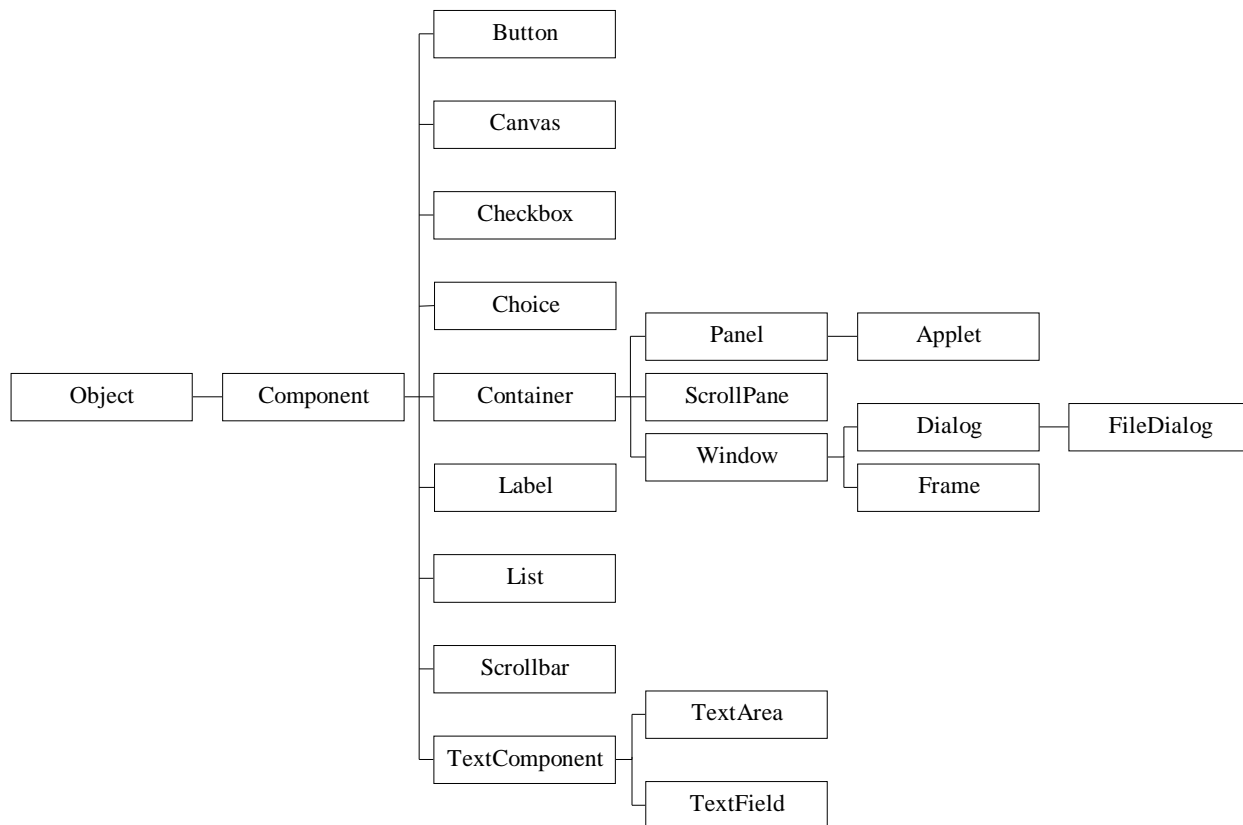 Button
Canvas
Checkbox
Choice
Panel
Applet
Object
Component
Container
ScrollPane
Dialog
FileDialog
Window
Label
Frame
List
Scrollbar
TextArea
TextComponent
TextField